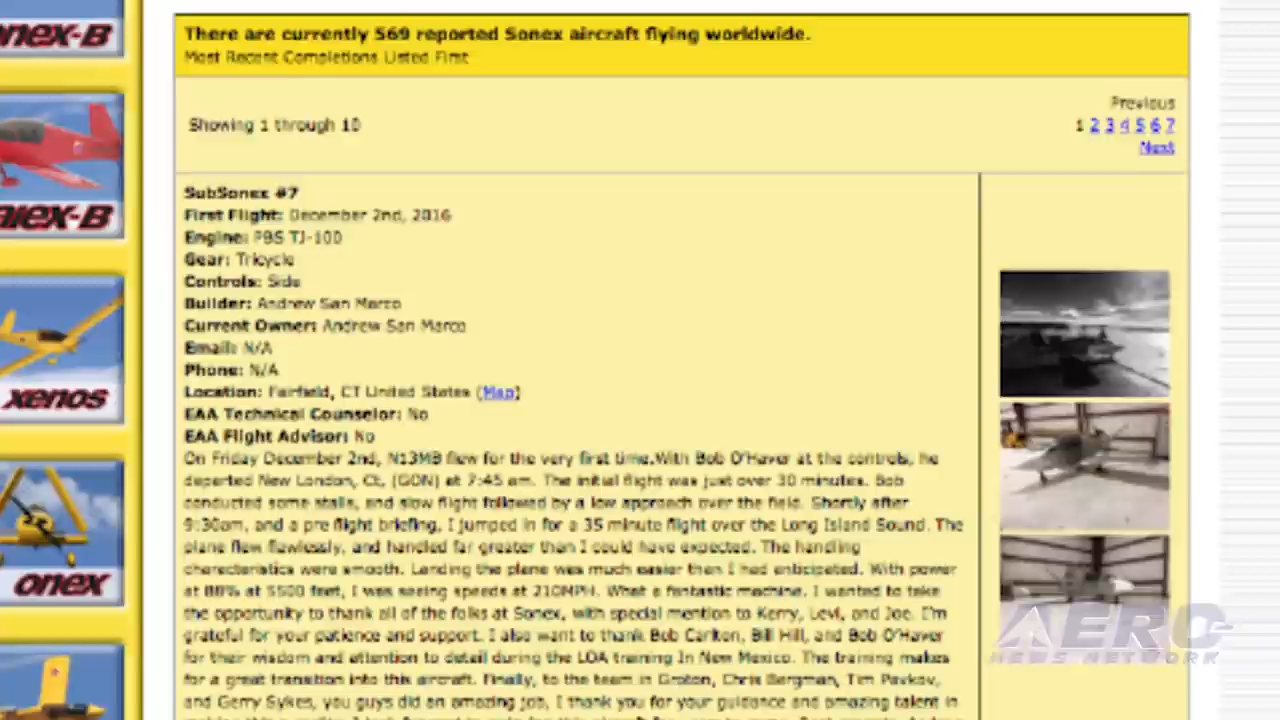 There are currently 569 reported Sonex aircraft flying worldwide.
Most Recent Completions Listed First
Showing 1 through 10
Previous
1 2 3 4 5 6 7
Next
SubSonex #7
First Flight: December 2nd, 2016
Engine: PBS TJ-100
Gear: Tricycle
Controls: Side
Builder: Andrew San Marco
Current Owner: Andrew San Marco
Email: N/A
Phone: N/A
Location: Fairfield, CT United States (Map)
EAA Technical Counselor: No
EAA Flight Advisor: No
On Friday December 2nd, N13MB flew for the very first time.With Bob O'Haver at the controls, he
departed New London, Ct, (GON) at 7:45 am. The initial flight was just over 30 minutes. Bob
conducted some stalls, and slow flight followed by a low approach over the field. Shortly after
9:30am, and a pre flight briefing, I jumped in for a 35 minute flight over the Long Island Sound. The
plane flew flawlessly, and handled far greater than I could have expected. The handling
characteristics were smooth. Landing the plane was much easier then I had anticipated. With power
at 88% at 5500 feet, I was seeing speeds at 210MPH. What a fantastic machine. I wanted to take
the opportunity to thank all of the folks at Sonex, with special mention to Kerry, Levi, and Joe. I'm
grateful for your patience and support. I also want to thank Bob Carlton, Bill Hill, and Bob O'Haver
for their wisdom and attention to detail during the LOA training In New Mexico. The training makes
for a great transition into this aircraft. Finally, to the team in Groton, Chris Bergman, Tim Pavkov,
and Gerry Sykes, you guys did an amazing job, I thank you for your guidance and amazing talent in
nex-B
nex-B
xenos
onex
AERO
NEWS NETWORK